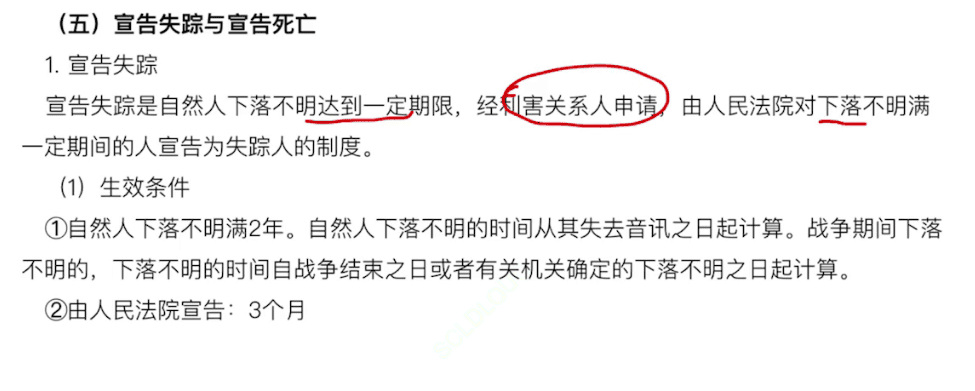 （五）宣告失踪与宣告死亡
1. 宣告失踪
宣告失踪是自然人下落不明达到一定期限，经利害关系人申请，由人民法院对下落不明满
一定期间的人宣告为失踪人的制度。
（1）生效条件
①自然人下落不明满2年。自然人下落不明的时间从其失去音讯之日起计算。战争期间下落
不明的，下落不明的时间自战争结束之日或者有关机关确定的下落不明之日起计算。
②由人民法院宣告：3个月